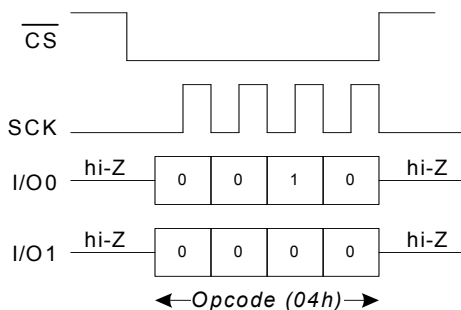 CS
SCK
I/O0 hi-Z 0 0 1 0 hi-Z
I/O1 hi-Z 0 0 0 0 hi-Z
Opcode (04h)